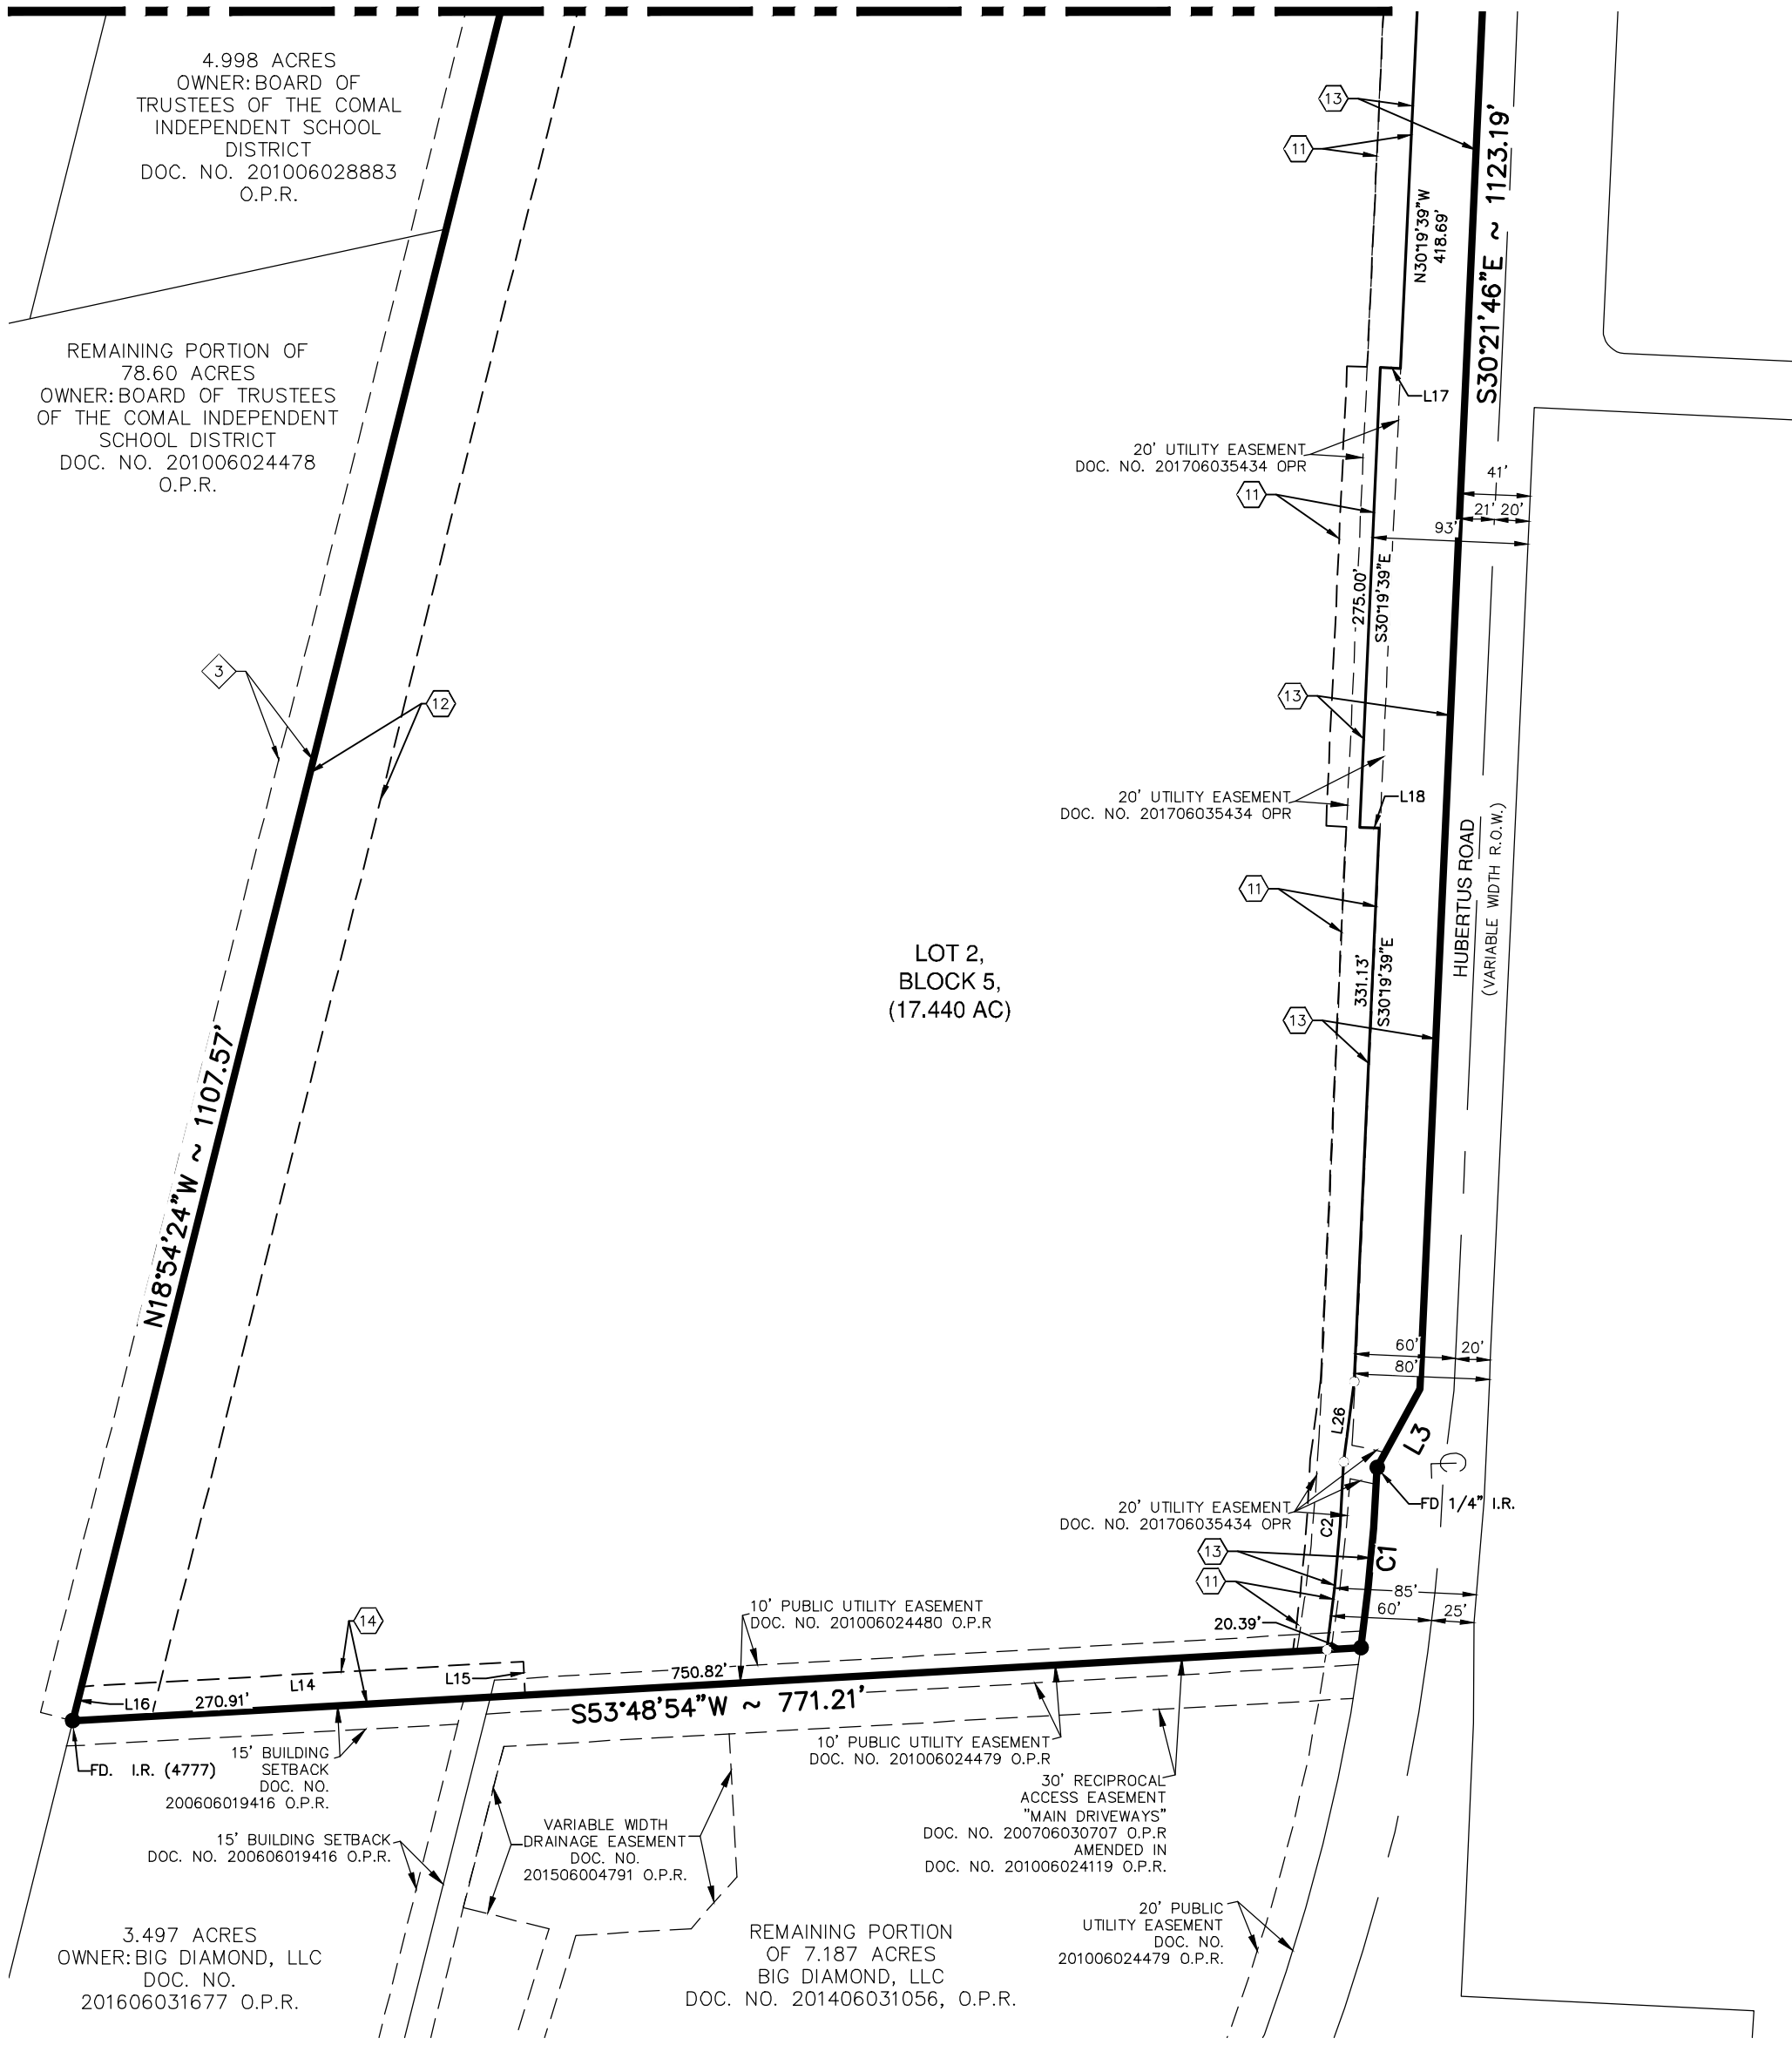 4.998 ACRES
OWNER: BOARD OF
TRUSTEES OF THE COMAL
INDEPENDENT SCHOOL
DISTRICT
DOC. NO. 201006028883
O.P.R.
REMAINING PORTION OF
78.60 ACRES
OWNER: BOARD OF TRUSTEES
OF THE COMAL INDEPENDENT
SCHOOL DISTRICT
DOC. NO. 201006024478
O.P.R.
13
11
N30°19'39"W
418.69'
S30°21'46"E ~ 1123.19'
L17
20' UTILITY EASEMENT
DOC. NO. 201706035434 OPR
11
41'
21' 20'
93'
275.00'
S30°19'39"E
3
12
13
20' UTILITY EASEMENT
DOC. NO. 201706035434 OPR
L18
HUBERTUS ROAD
(VARIABLE WIDTH R.O.W.)
11
LOT 2,
BLOCK 5,
(17.440 AC)
331.13'
S30°19'39"E
13
N18°54'24"W ~ 1107.57'
60'
20'
80'
L26
L3
20' UTILITY EASEMENT
DOC. NO. 201706035434 OPR
FD 1/4" I.R.
C2
C1
13
11
85'
60'
25'
20.39'
14
10' PUBLIC UTILITY EASEMENT
DOC. NO. 201006024480 O.P.R
L16
270.91'
L14
L15
750.82'
S53°48'54"W ~ 771.21'
FD. I.R. (4777)
15' BUILDING
SETBACK
DOC. NO.
200606019416 O.P.R.
10' PUBLIC UTILITY EASEMENT
DOC. NO. 201006024479 O.P.R
30' RECIPROCAL
ACCESS EASEMENT
"MAIN DRIVEWAYS"
DOC. NO. 200706030707 O.P.R
AMENDED IN
DOC. NO. 201006024119 O.P.R.
15' BUILDING SETBACK
DOC. NO. 200606019416 O.P.R.
VARIABLE WIDTH
DRAINAGE EASEMENT
DOC. NO.
201506004791 O.P.R.
20' PUBLIC
UTILITY EASEMENT
DOC. NO.
201006024479 O.P.R.
3.497 ACRES
OWNER: BIG DIAMOND, LLC
DOC. NO.
201606031677 O.P.R.
REMAINING PORTION
OF 7.187 ACRES
BIG DIAMOND, LLC
DOC. NO. 201406031056, O.P.R.